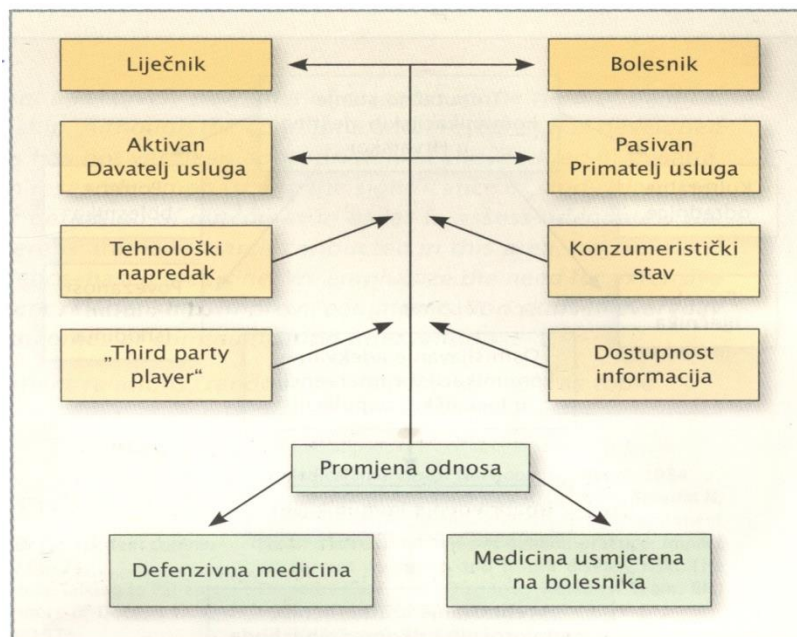 Liječnik
Bolesnik
Aktivan
Davatelj usluga
Pasivan
Primatelj usluga
Tehnološki
napredak
Konzumeristički
stav
„Third party
player“
Dostupnost
informacija
Promjena odnosa
Defenzivna medicina
Medicina usmjerena
na bolesnika